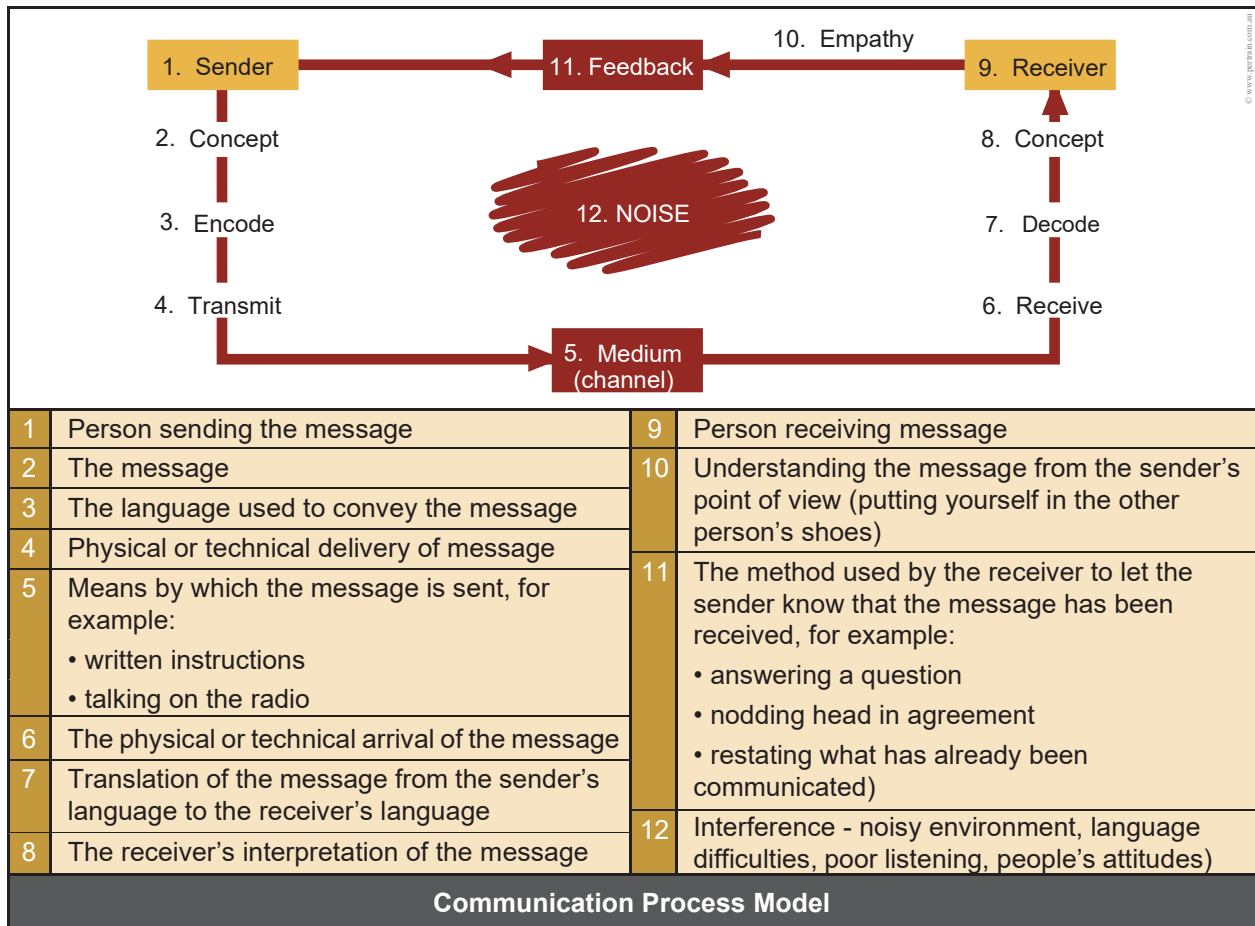 10. Empathy
1. Sender
11. Feedback
9. Receiver
© www.pertrain.com.au
2. Concept
8. Concept
12. NOISE
3. Encode
7. Decode
4. Transmit
6. Receive
5. Medium
(channel)
1 Person sending the message
2 The message
3 The language used to convey the message
4 Physical or technical delivery of message
5 Means by which the message is sent, for
example:
• written instructions
• talking on the radio
6 The physical or technical arrival of the message
7 Translation of the message from the sender’s
language to the receiver’s language
8 The receiver’s interpretation of the message
9 Person receiving message
10 Understanding the message from the sender’s
point of view (putting yourself in the other
person’s shoes)
11 The method used by the receiver to let the
sender know that the message has been
received, for example:
• answering a question
• nodding head in agreement
• restating what has already been
communicated)
12 Interference - noisy environment, language
difficulties, poor listening, people’s attitudes)
Communication Process Model